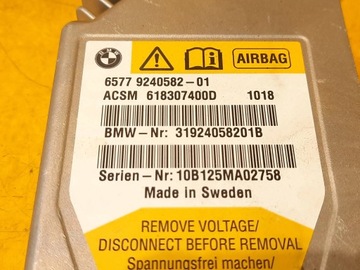 BMW
AIRBAG
6577 9240582-01
ACSM 618307400D 1018
BMW-Nr: 31924058201B
Serien-Nr: 10B125MA02758
Made in Sweden
REMOVE VOLTAGE/
DISCONNECT BEFORE REMOVAL
Spannungsfrei machen/